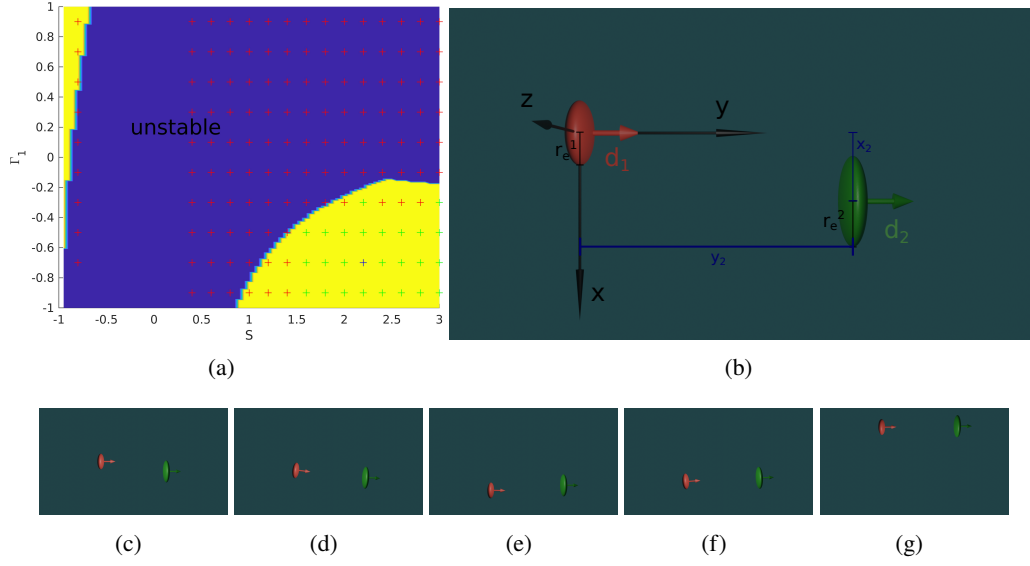 1
0.8
0.6
0.4
0.2
0
-0.2
-0.4
-0.6
-0.8
-1
Γ₁
unstable
-1
-0.5
0
0.5
1
1.5
2
2.5
3
S
(a)
z
y
rₑ¹
d₁
x₂
rₑ²
d₂
y₂
x
(b)
(c)
(d)
(e)
(f)
(g)